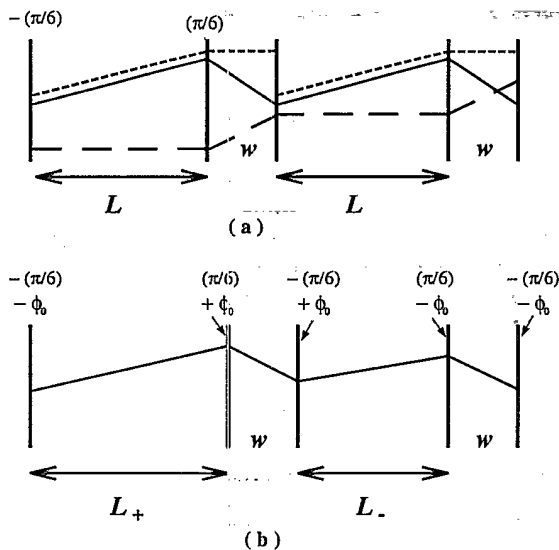 − (π/6) (π/6)
w w
L L
( a )
− (π/6) (π/6) − (π/6) (π/6) − (π/6)
− ϕ₀ + ϕ₀ + ϕ₀ − ϕ₀ − ϕ₀
w w
L₊ L₋
( b )